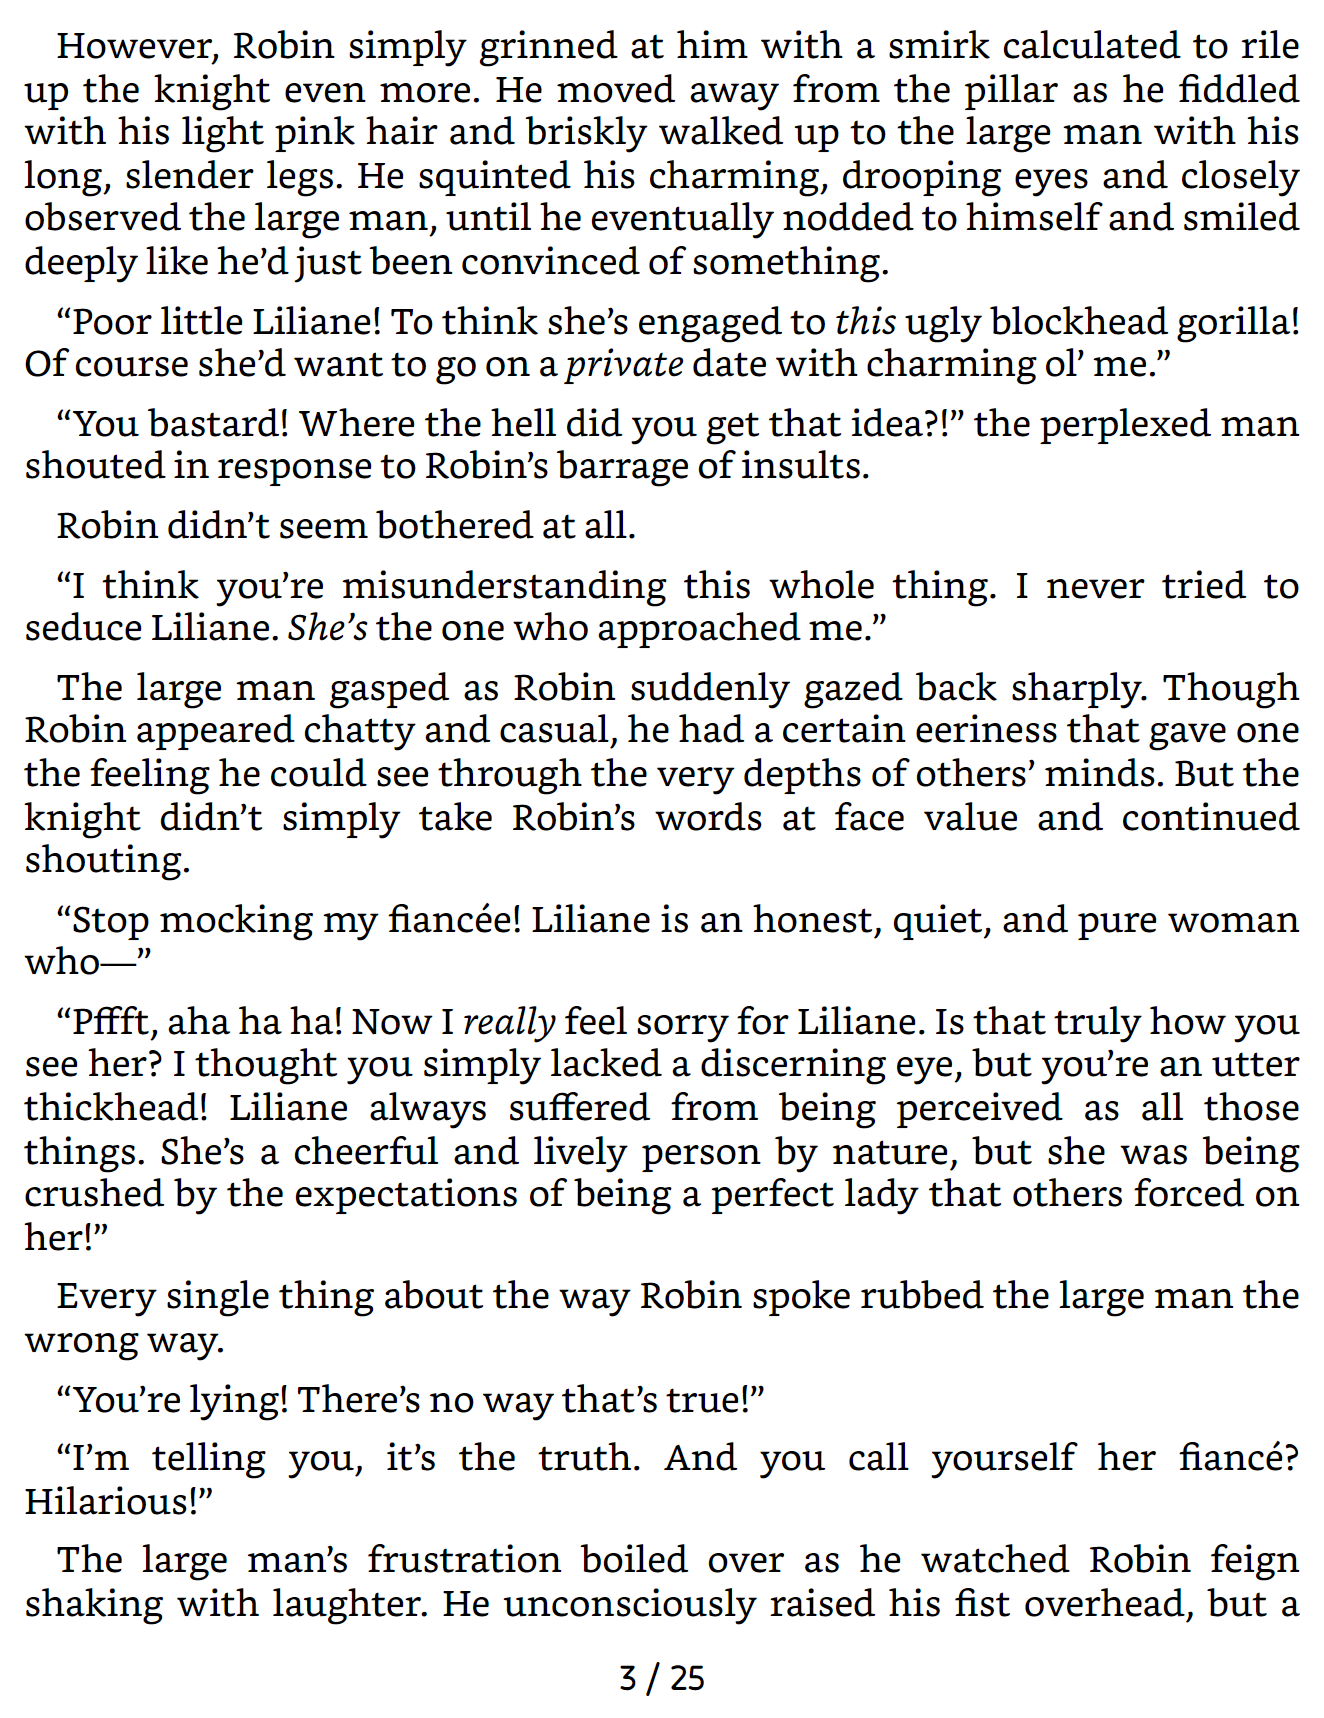 However, Robin simply grinned at him with a smirk calculated to rile
up the knight even more. He moved away from the pillar as he fiddled
with his light pink hair and briskly walked up to the large man with his
long, slender legs. He squinted his charming, drooping eyes and closely
observed the large man, until he eventually nodded to himself and smiled
deeply like he’d just been convinced of something.
“Poor little Liliane! To think she’s engaged to this ugly blockhead gorilla!
Of course she’d want to go on a private date with charming ol’ me.”
“You bastard! Where the hell did you get that idea?!” the perplexed man
shouted in response to Robin’s barrage of insults.
Robin didn’t seem bothered at all.
“I think you’re misunderstanding this whole thing. I never tried to
seduce Liliane. She’s the one who approached me.”
The large man gasped as Robin suddenly gazed back sharply. Though
Robin appeared chatty and casual, he had a certain eeriness that gave one
the feeling he could see through the very depths of others’ minds. But the
knight didn’t simply take Robin’s words at face value and continued
shouting.
“Stop mocking my fiancée! Liliane is an honest, quiet, and pure woman
who—”
“Pffft, aha ha ha! Now I really feel sorry for Liliane. Is that truly how you
see her? I thought you simply lacked a discerning eye, but you’re an utter
thickhead! Liliane always suffered from being perceived as all those
things. She’s a cheerful and lively person by nature, but she was being
crushed by the expectations of being a perfect lady that others forced on
her!”
Every single thing about the way Robin spoke rubbed the large man the
wrong way.
“You’re lying! There’s no way that’s true!”
“I’m telling you, it’s the truth. And you call yourself her fiancé?
Hilarious!”
The large man’s frustration boiled over as he watched Robin feign
shaking with laughter. He unconsciously raised his fist overhead, but a
3 / 25